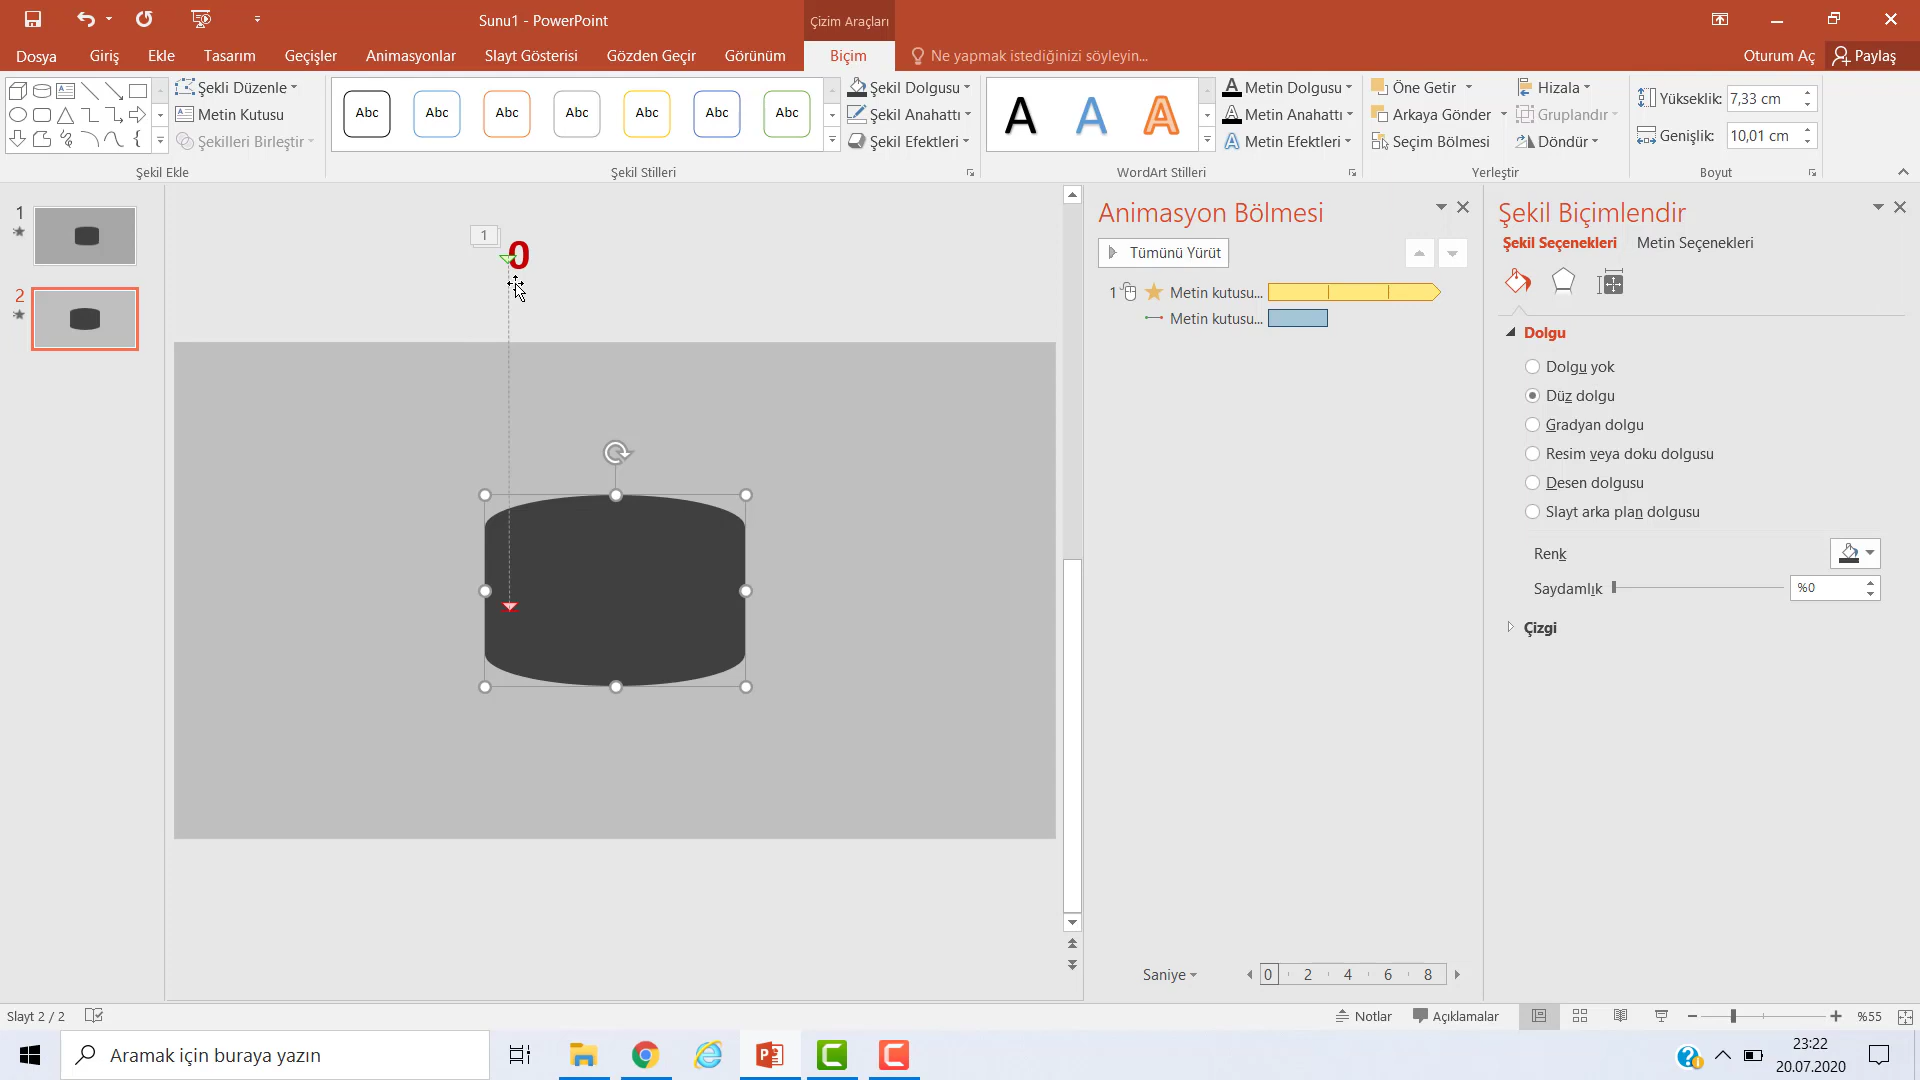 Sunu1 - PowerPoint
Çizim Araçları
Dosya
Giriş
Ekle
Tasarım
Geçişler
Animasyonlar
Slayt Gösterisi
Gözden Geçir
Görünüm
Biçim
Ne yapmak istediğinizi söyleyin...
Oturum Aç
Paylaş
Şekli Düzenle
Metin Kutusu
Şekilleri Birleştir
Şekil Ekle
Abc
Abc
Abc
Abc
Abc
Abc
Abc
Şekil Stilleri
Şekil Dolgusu
Şekil Anahattı
Şekil Efektleri
A
A
A
WordArt Stilleri
Metin Dolgusu
Metin Anahattı
Metin Efektleri
Öne Getir
Arkaya Gönder
Seçim Bölmesi
Hizala
Gruplandır
Döndür
Yerleştir
Yükseklik: 7,33 cm
Genişlik: 10,01 cm
Boyut
1
2
1
0
Animasyon Bölmesi
Tümünü Yürüt
1
Metin kutusu...
Metin kutusu...
Saniye
0
2
4
6
8
Şekil Biçimlendir
Şekil Seçenekleri
Metin Seçenekleri
Dolgu
Dolgu yok
Düz dolgu
Gradyan dolgu
Resim veya doku dolgusu
Desen dolgusu
Slayt arka plan dolgusu
Renk
Saydamlık
%0
Çizgi
Slayt 2 / 2
Notlar
Açıklamalar
%55
Aramak için buraya yazın
23:22
20.07.2020